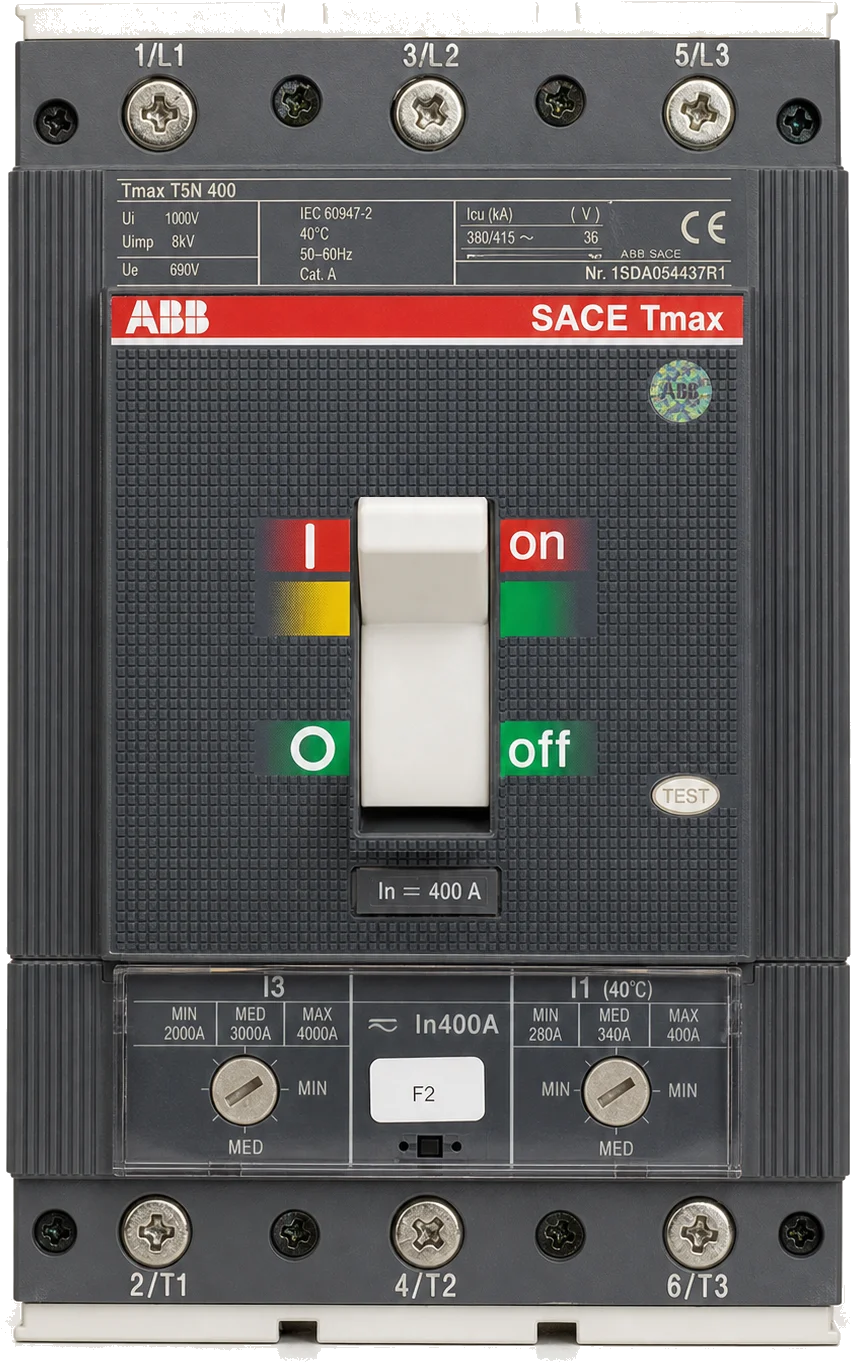 1/L1 3/L2 5/L3
Tmax T5N 400
Ui 1000V
Uimp 8kV
Ue 690V
IEC 60947-2
40°C
50–60Hz
Cat. A
Icu (kA) ( V )
380/415 ~ 36
CE
ABB SACE
Nr. 1SDA054437R1
ABB SACE Tmax
ABB
I on
O off
TEST
In = 400 A
I3
MIN MED MAX
2000A 3000A 4000A
MIN
MED
≂ In400A
F2
I1 (40°C)
MIN MED MAX
280A 340A 400A
MIN MIN
MED
2/T1 4/T2 6/T3